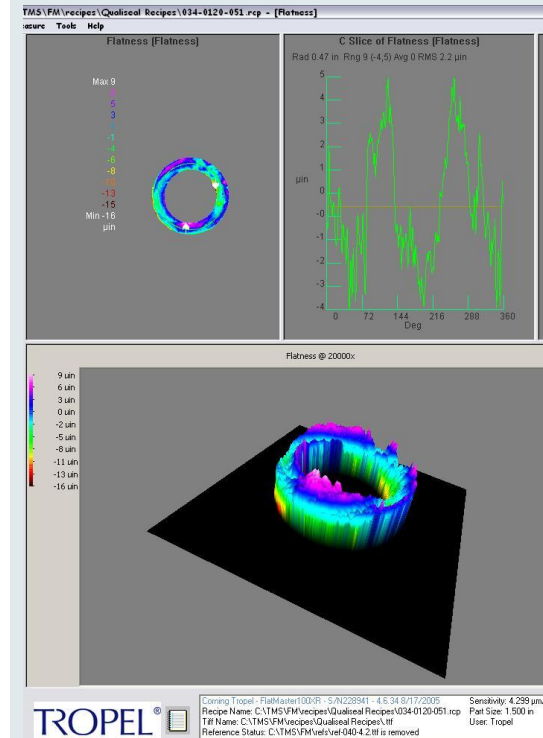 TMS\FM\recipes\Qualiseal Recipes\034-0120-051.rcp - [Flatness]
easure Tools Help
Flatness (Flatness)
Max 9
5
3
-1
-4
-6
-8
-13
-15
Min -16
µin
C Slice of Flatness (Flatness)
Rad 0.47 in Rng 9 (-4,5) Avg 0 RMS 2.2 µin
5
4
3
2
1
0
-0
-1
-2
-3
-4
µin
0 72 144 216 288 360
Deg
Flatness @ 20000x
9 uin
6 uin
3 uin
0 uin
-2 uin
-5 uin
-8 uin
-11 uin
-13 uin
-16 uin
TROPEL®
Corning Tropel - FlatMaster100XR - S/N228941 - 4.6.34 8/17/2005 Sensitivity: 4.299 µm/
Recipe Name: C:\TMS\FM\recipes\Qualiseal Recipes\034-0120-051.rcp Part Size: 1.500 in
Tiff Name: C:\TMS\FM\recipes\Qualiseal Recipes\.ttf User: Tropel
Reference Status: C:\TMS\FM\refs\ref-040-4.2.ttf is removed